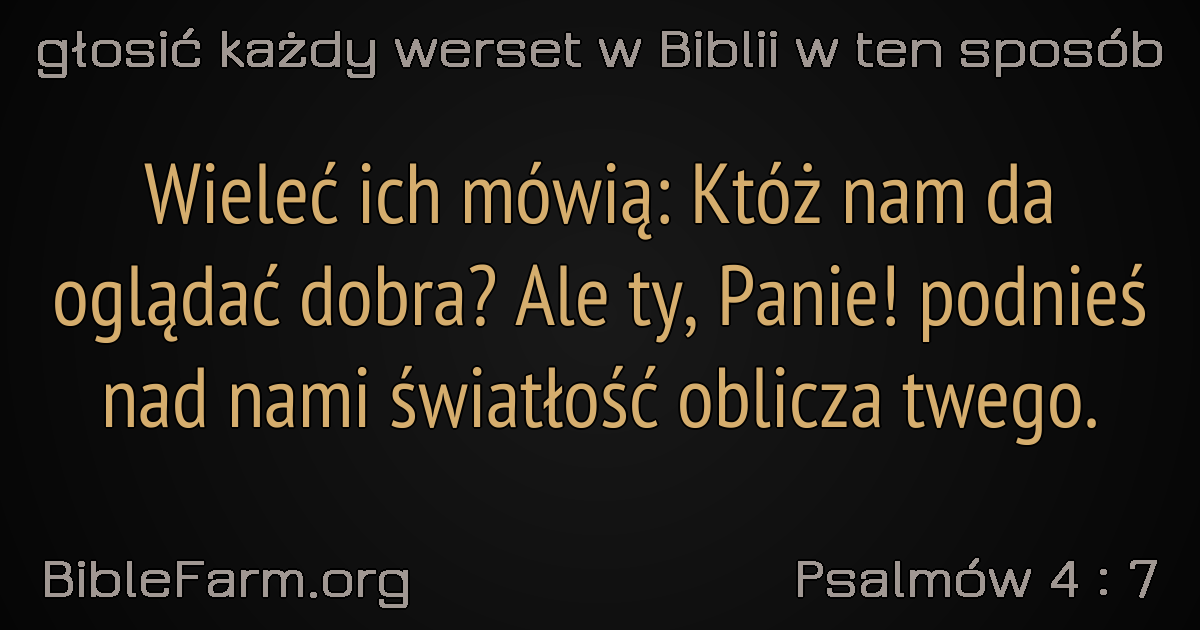 głosić każdy werset w Biblii w ten sposób
Wieleć ich mówią: Któż nam da
oglądać dobra? Ale ty, Panie! podnieś
nad nami światłość oblicza twego.
BibleFarm.org
Psalmów 4 : 7